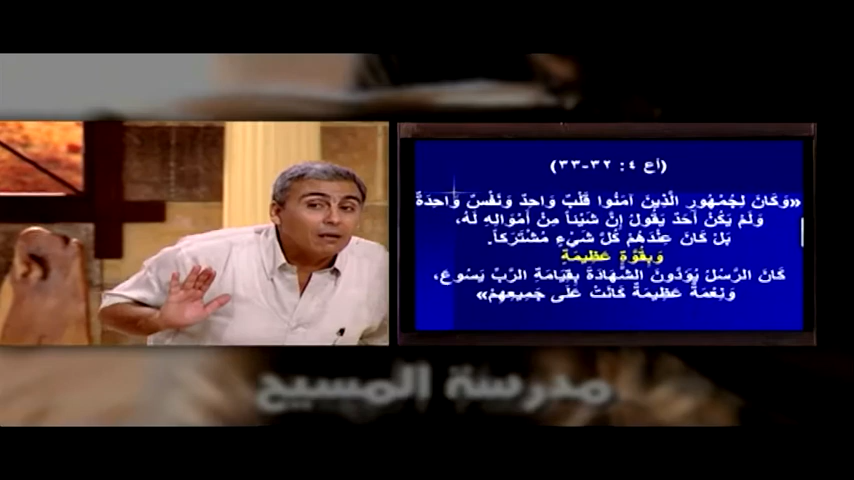 (أع ٤: ٣٢-٣٣)
«وَكَانَ لِجُمْهُورِ الَّذِينَ آمَنُوا قَلْبٌ وَاحِدٌ وَنَفْسٌ وَاحِدَةٌ
وَلَمْ يَكُنْ أَحَدٌ يَقُولُ إِنَّ شَيْئاً مِنْ أَمْوَالِهِ لَهُ،
بَلْ كَانَ عِنْدَهُمْ كُلُّ شَيْءٍ مُشْتَرَكاً.
وَبِقُوَّةٍ عَظِيمَةٍ
كَانَ الرُّسُلُ يُؤَدُّونَ الشَّهَادَةَ بِقِيَامَةِ الرَّبِّ يَسُوعَ،
وَنِعْمَةٌ عَظِيمَةٌ كَانَتْ عَلَى جَمِيعِهِمْ»
مدرسة المسيح